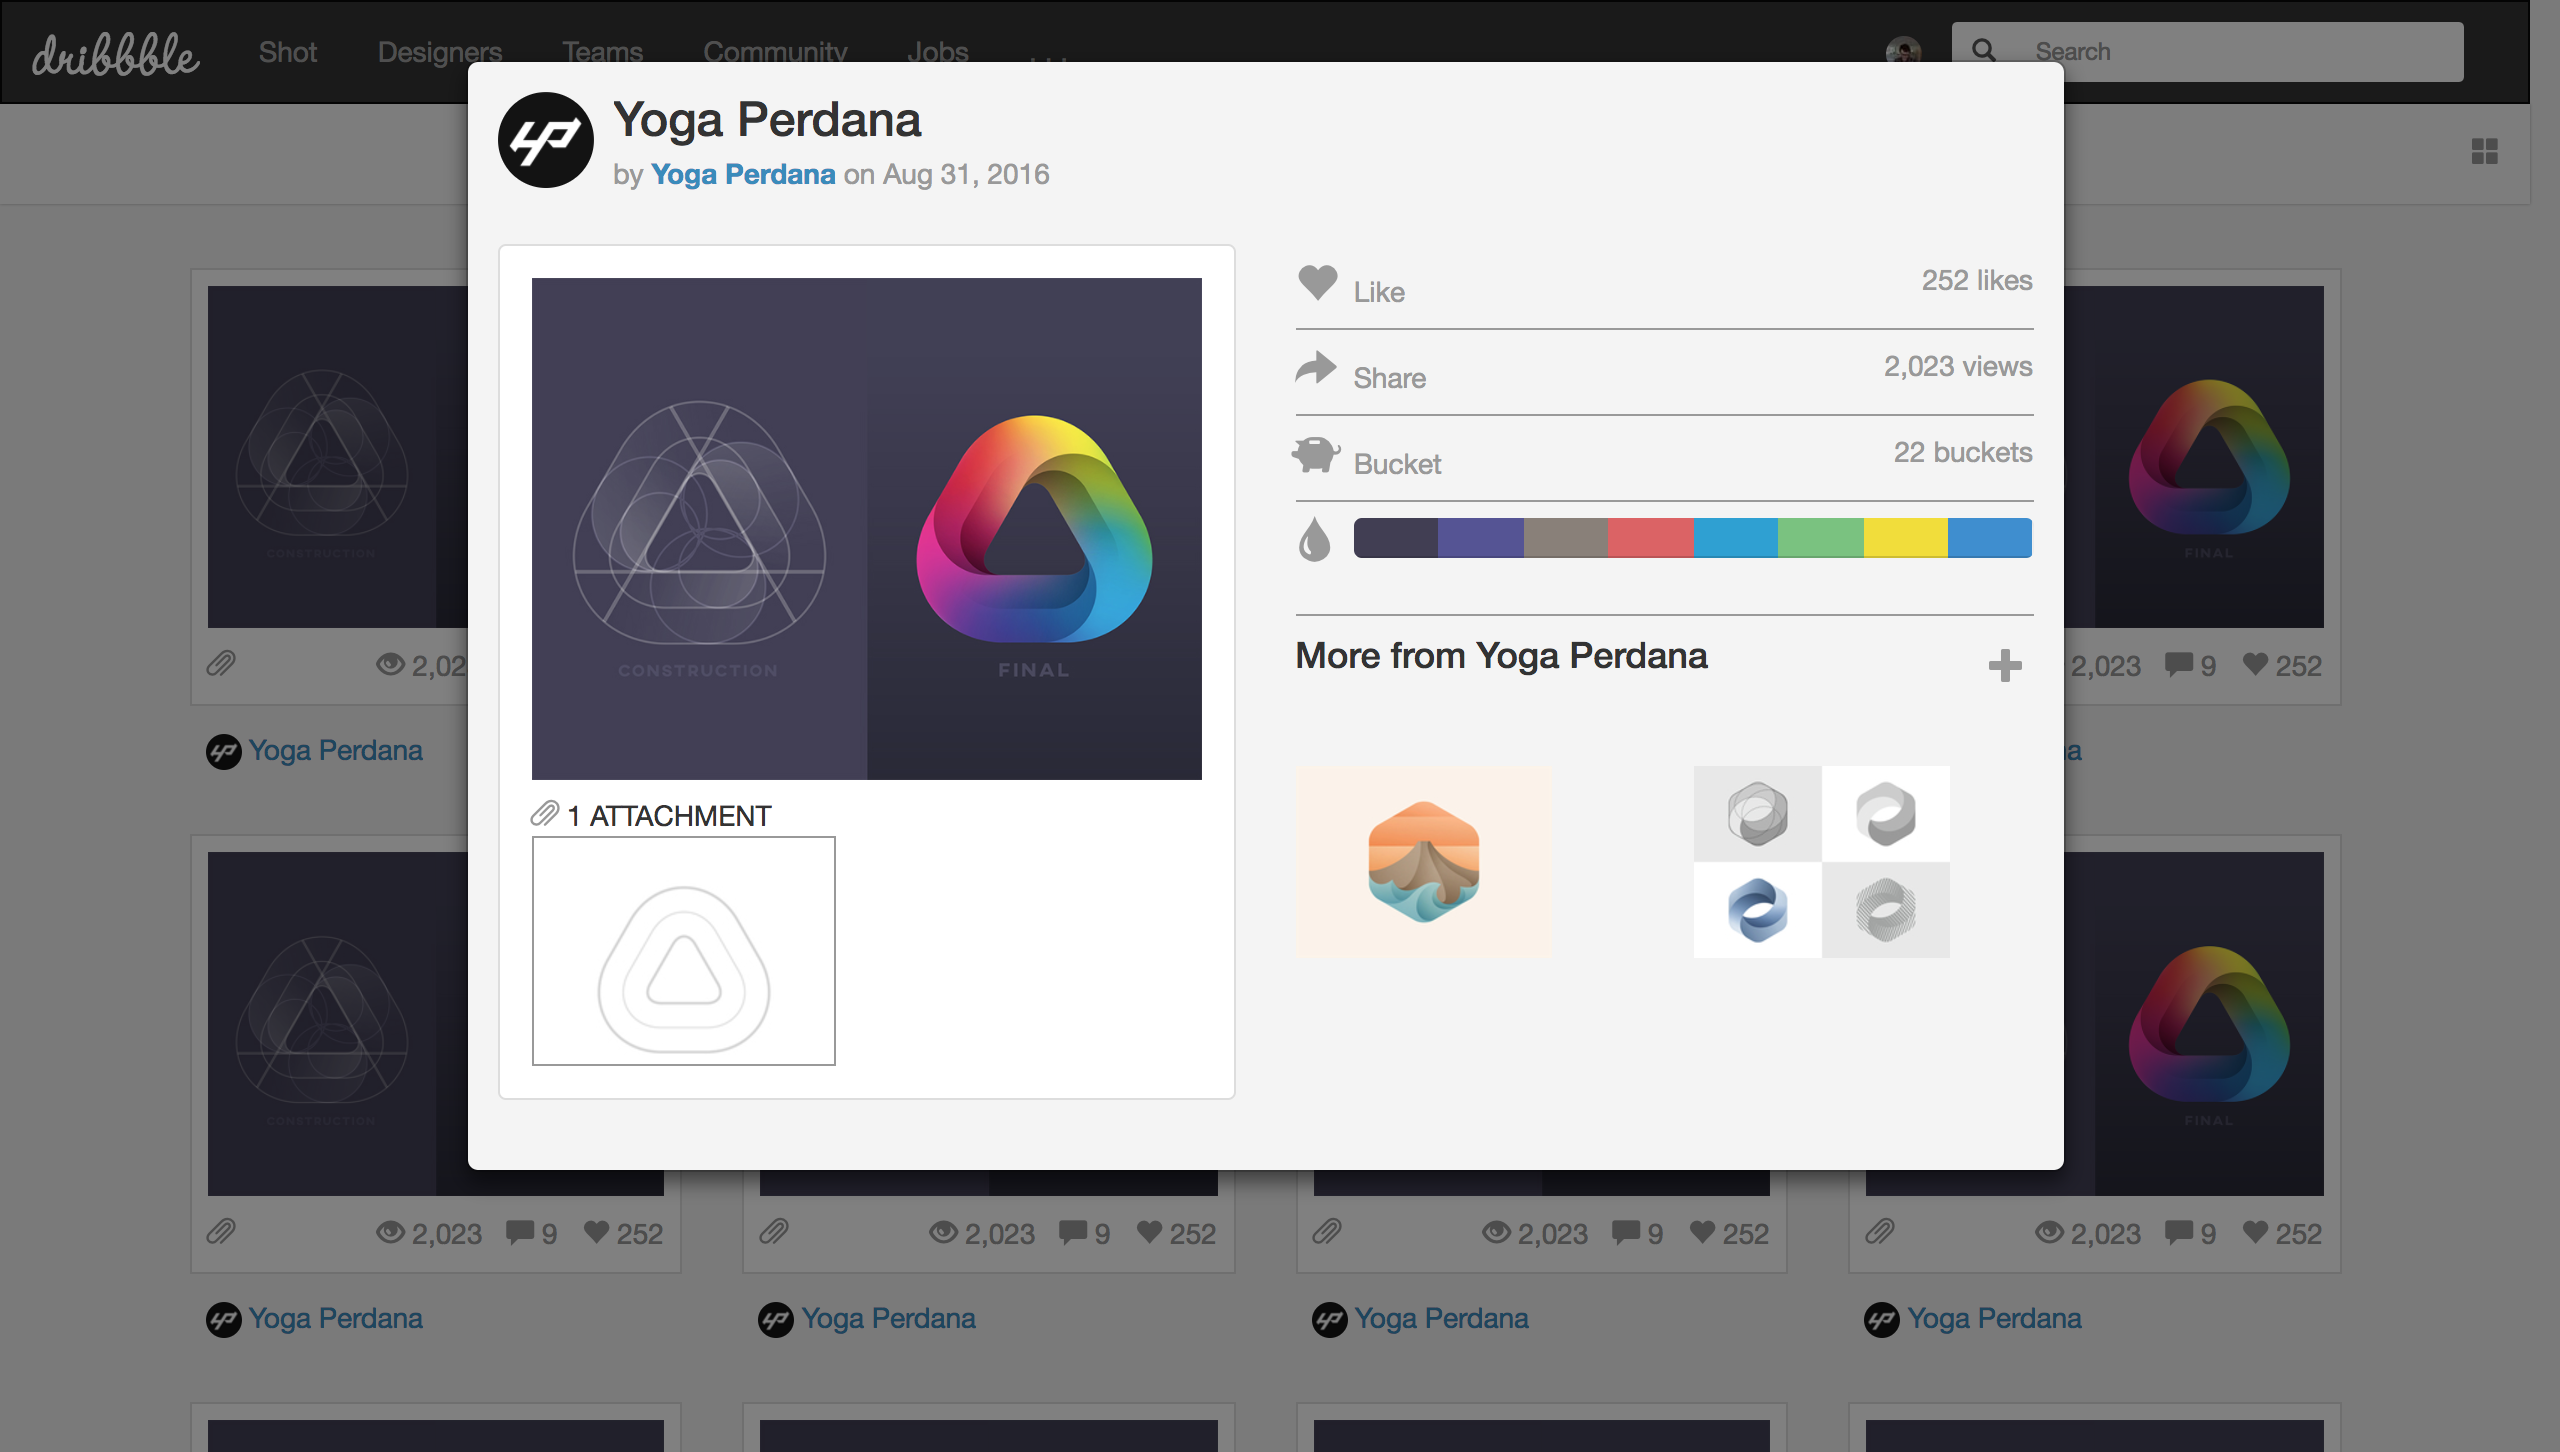 dribbble Shot Designers Teams Community Jobs Search
Yoga Perdana
by Yoga Perdana on Aug 31, 2016
Like 252 likes
Share 2,023 views
Bucket 22 buckets
CONSTRUCTION FINAL
1 ATTACHMENT
More from Yoga Perdana
CONSTRUCTION
FINAL
2,02
2,023 9 252
Yoga Perdana
a
CONSTRUCTION
FINAL
2,023 9 252
2,023 9 252
2,023 9 252
2,023 9 252
Yoga Perdana
Yoga Perdana
Yoga Perdana
Yoga Perdana